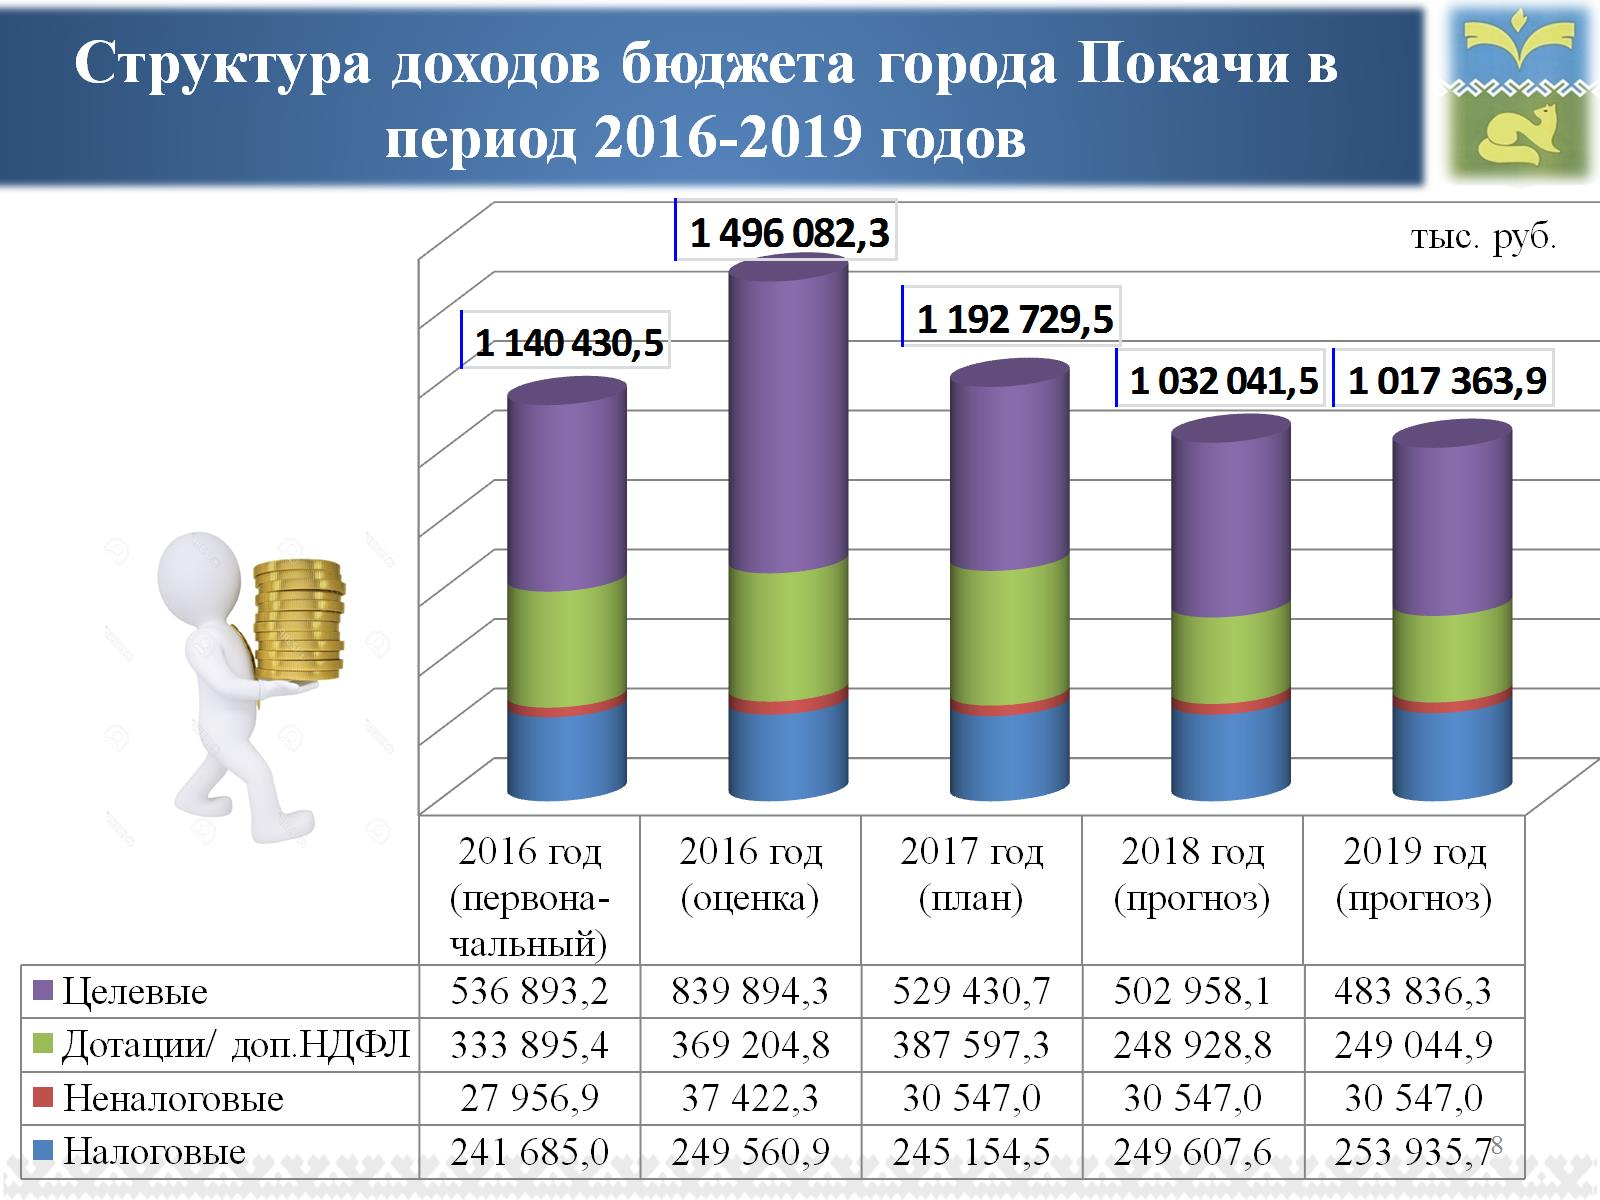 Структура доходов бюджета города Покачи в
период 2016-2019 годов
тыс. руб.
1 140 430,5
1 496 082,3
1 192 729,5
1 032 041,5
1 017 363,9
2016 год (первона-чальный) 2016 год (оценка) 2017 год (план) 2018 год (прогноз) 2019 год (прогноз)
Целевые 536 893,2 839 894,3 529 430,7 502 958,1 483 836,3
Дотации/ доп.НДФЛ 333 895,4 369 204,8 387 597,3 248 928,8 249 044,9
Неналоговые 27 956,9 37 422,3 30 547,0 30 547,0 30 547,0
Налоговые 241 685,0 249 560,9 245 154,5 249 607,6 253 935,7
8